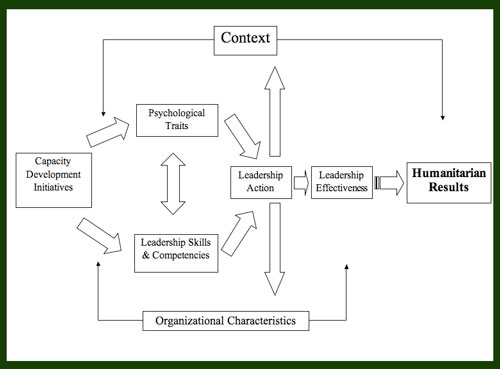 Context
Psychological
Traits
Capacity
Development
Initiatives
Leadership
Action
Leadership
Effectiveness
Humanitarian
Results
Leadership Skills
& Competencies
Organizational Characteristics